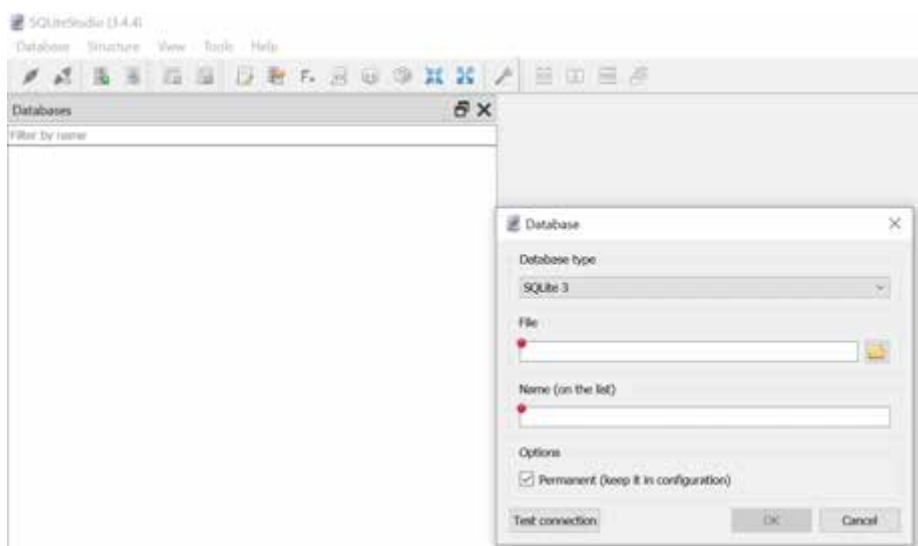 SQLiteStudio (3.4.4)
Database Structure View Tools Help
Databases
Filter by name
Database
Database type
SQLite 3
File
Name (on the list)
Options
Permanent (keep it in configuration)
Test connection OK Cancel